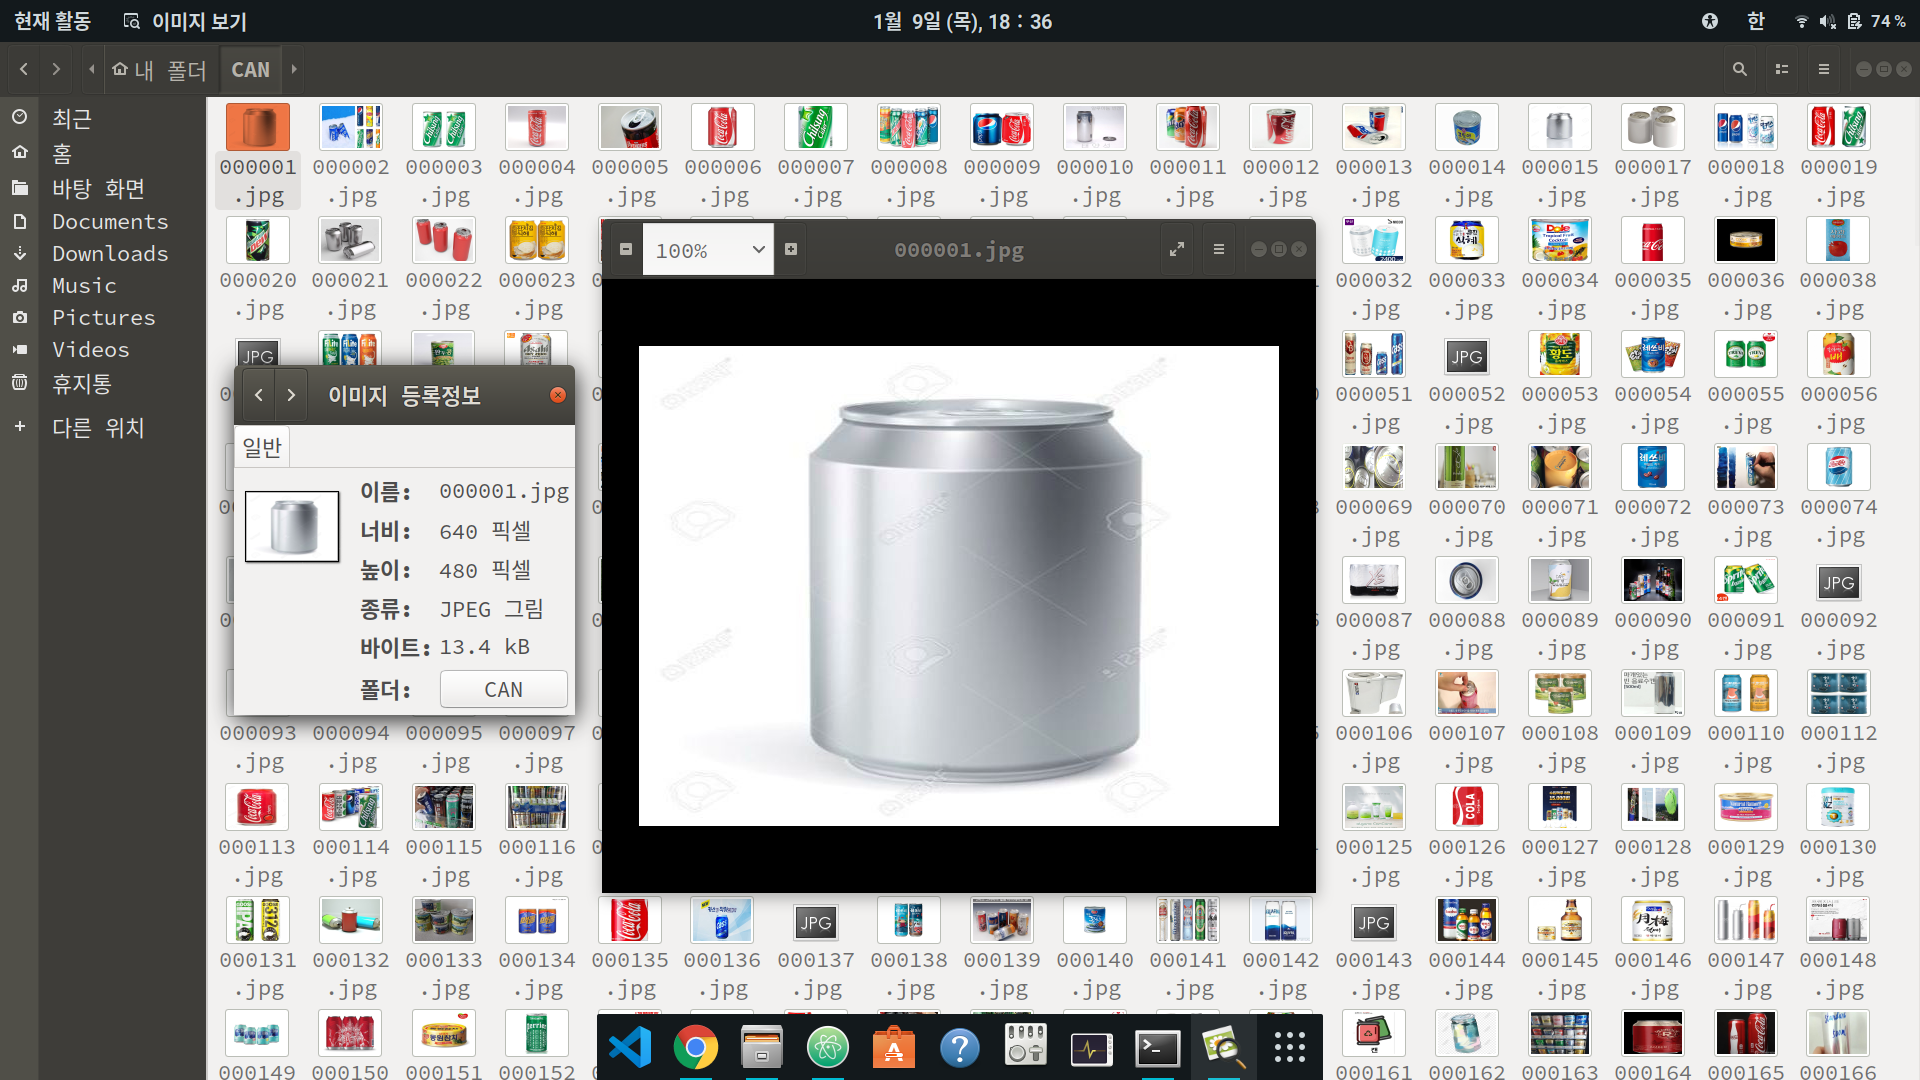 현재 활동 이미지 보기 1월 9일 (목), 18 : 36 한 74 %
내 폴더 CAN
최근
홈
바탕 화면
Documents
Downloads
Music
Pictures
Videos
휴지통
다른 위치
000001.jpg 000002.jpg 000003.jpg 000004.jpg 000005.jpg 000006.jpg 000007.jpg 000008.jpg 000009.jpg 000010.jpg 000011.jpg 000012.jpg 000013.jpg 000014.jpg 000015.jpg 000017.jpg 000018.jpg 000019.jpg
000020.jpg 000021.jpg 000022.jpg 000023.jpg 000032.jpg 000033.jpg 000034.jpg 000035.jpg 000036.jpg 000038.jpg
100% 000001.jpg
이미지 등록정보
일반
이름: 000001.jpg
너비: 640 픽셀
높이: 480 픽셀
종류: JPEG 그림
바이트: 13.4 kB
폴더: CAN
123RF
JPG
000051.jpg 000052.jpg 000053.jpg 000054.jpg 000055.jpg 000056.jpg
000069.jpg 000070.jpg 000071.jpg 000072.jpg 000073.jpg 000074.jpg
JPG
000087.jpg 000088.jpg 000089.jpg 000090.jpg 000091.jpg 000092.jpg
000093.jpg 000094.jpg 000095.jpg 000097.jpg 000106.jpg 000107.jpg 000108.jpg 000109.jpg 000110.jpg 000112.jpg
000113.jpg 000114.jpg 000115.jpg 000116.jpg 000125.jpg 000126.jpg 000127.jpg 000128.jpg 000129.jpg 000130.jpg
JPG JPG
000131.jpg 000132.jpg 000133.jpg 000134.jpg 000135.jpg 000136.jpg 000137.jpg 000138.jpg 000139.jpg 000140.jpg 000141.jpg 000142.jpg 000143.jpg 000144.jpg 000145.jpg 000146.jpg 000147.jpg 000148.jpg
000149 000150 000151 000152 000161 000162 000163 000164 000165 000166